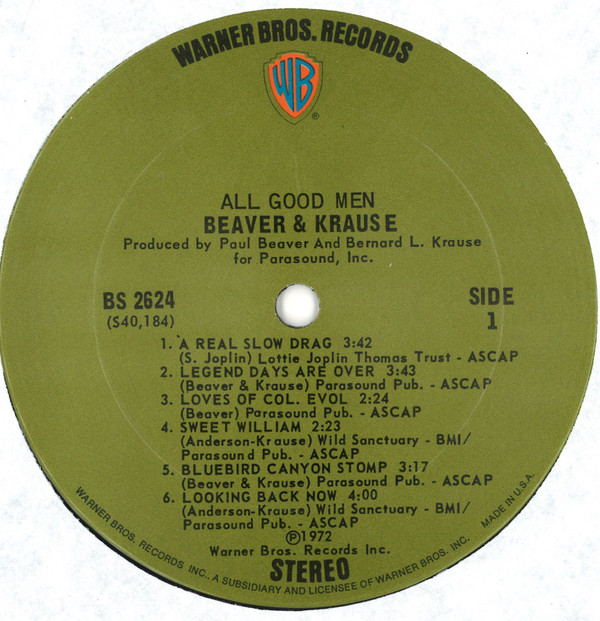 WARNER BROS. RECORDS
WB
®
ALL GOOD MEN
BEAVER & KRAUSE
Produced by Paul Beaver And Bernard L. Krause
for Parasound, Inc.
BS 2624
(S40,184)
SIDE
1
1. A REAL SLOW DRAG 3:42
(S. Joplin) Lottie Joplin Thomas Trust - ASCAP
2. LEGEND DAYS ARE OVER 3:43
(Beaver & Krause) Parasound Pub. - ASCAP
3. LOVES OF COL. EVOL 2:24
(Beaver) Parasound Pub. - ASCAP
4. SWEET WILLIAM 2:23
(Anderson-Krause) Wild Sanctuary - BMI/
Parasound Pub. - ASCAP
5. BLUEBIRD CANYON STOMP 3:17
(Beaver & Krause) Parasound Pub. - ASCAP
6. LOOKING BACK NOW 4:00
(Anderson-Krause) Wild Sanctuary - BMI/
Parasound Pub. - ASCAP
Ⓟ1972
Warner Bros. Records Inc.
STEREO
WARNER BROS. RECORDS INC., A SUBSIDIARY AND LICENSEE OF WARNER BROS. INC. MADE IN U.S.A.